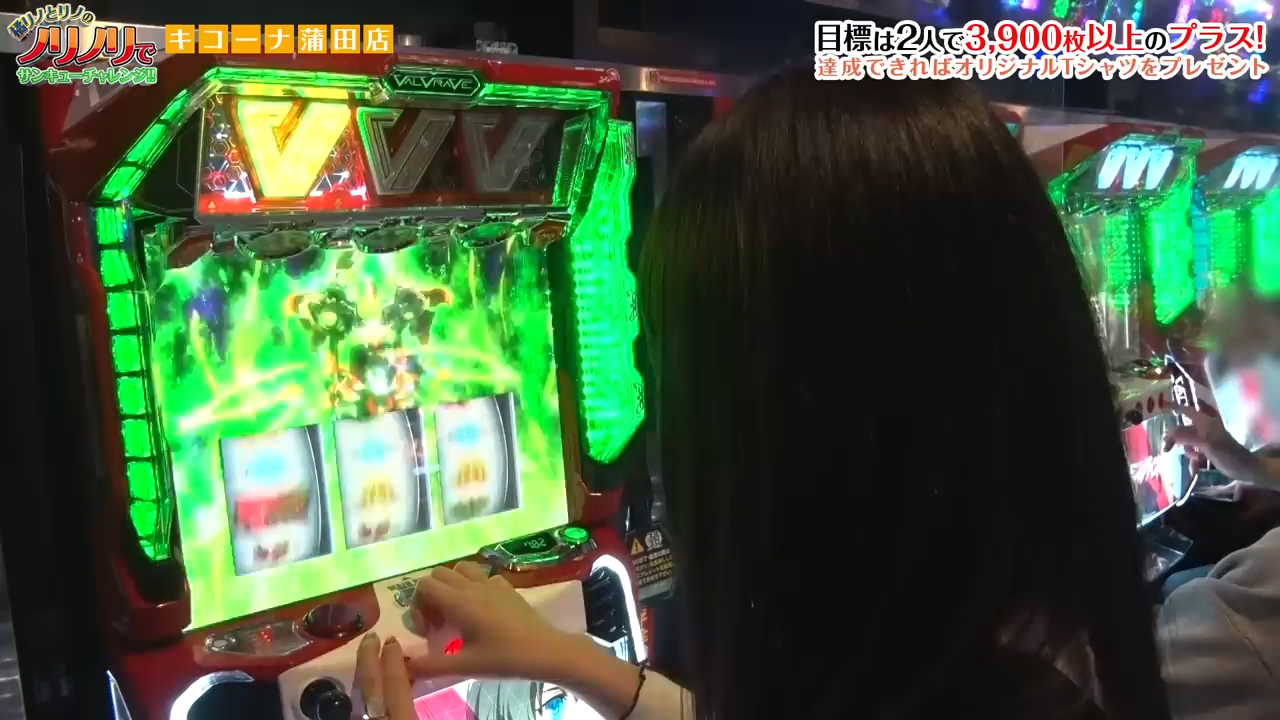 橘リノとリノの
ノリノリで
サンキューチャレンジ!!
キコーナ蒲田店
目標は2人で3,900枚以上のプラス!
達成できればオリジナルTシャツをプレゼント
VALVRAVE